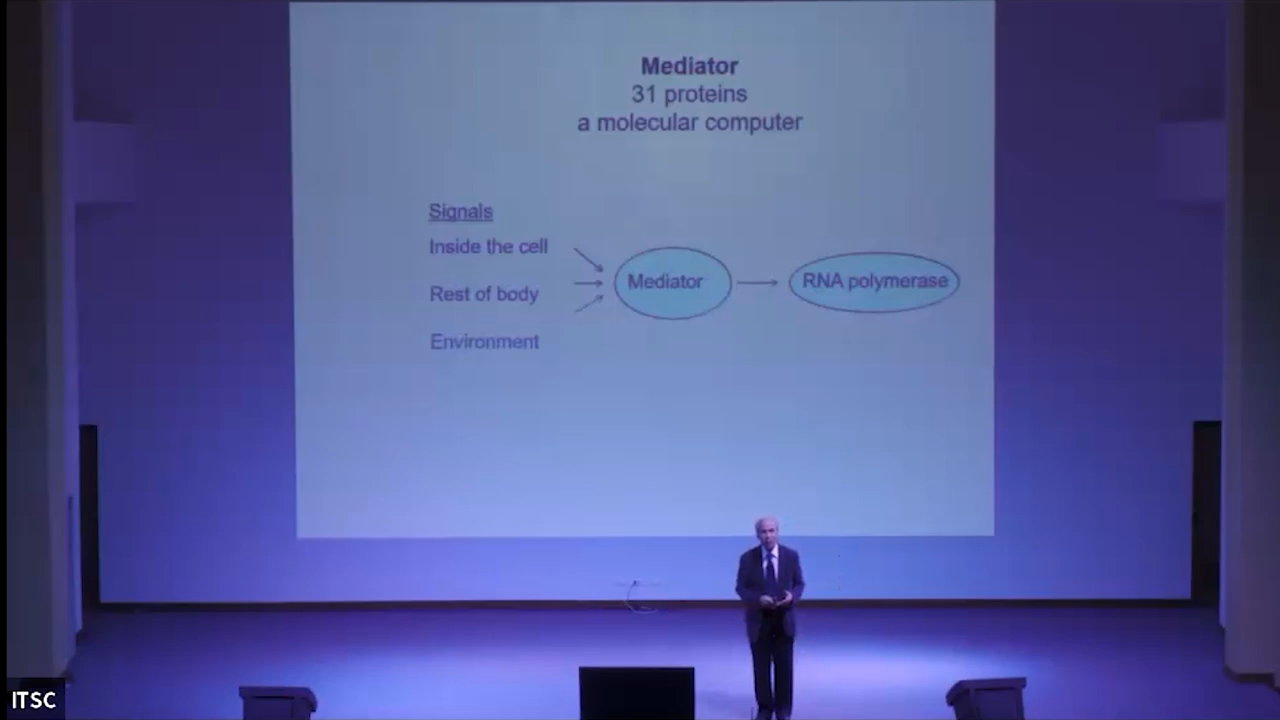 Mediator
31 proteins
a molecular computer
Signals
Inside the cell
Rest of body
Environment
Mediator
RNA polymerase
ITSC